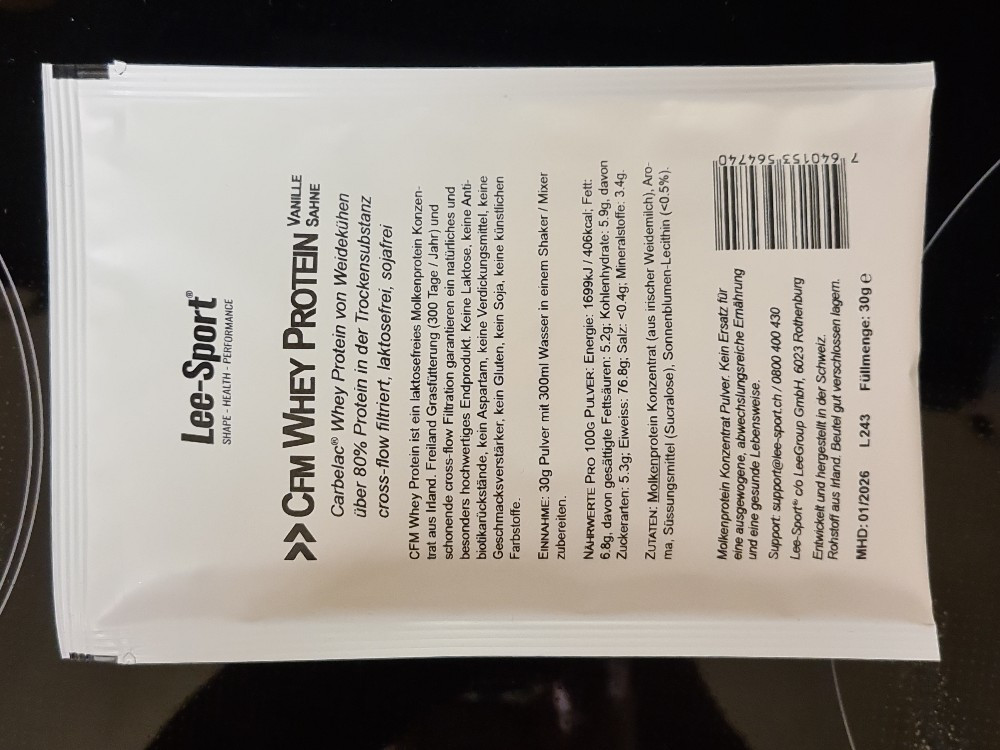 Lee-Sport®
SHAPE - HEALTH - PERFORMANCE
>> CFM WHEY PROTEIN VANILLE SAHNE
Carbelac® Whey Protein von Weidekühen
über 80% Protein in der Trockensubstanz
cross-flow filtriert, laktosefrei, sojafrei
CFM Whey Protein ist ein laktosefreies Molkenprotein Konzen-
trat aus Irland. Freiland Grasfütterung (300 Tage / Jahr) und
schonende cross-flow Filtration garantieren ein natürliches und
besonders hochwertiges Endprodukt. Keine Laktose, keine Anti-
biotikarückstände, kein Aspartam, keine Verdickungsmittel, keine
Geschmacksverstärker, kein Gluten, kein Soja, keine künstlichen
Farbstoffe.
EINNAHME: 30g Pulver mit 300ml Wasser in einem Shaker / Mixer
zubereiten.
NÄHRWERTE PRO 100G PULVER: Energie: 1699kJ / 406kcal; Fett:
6.8g, davon gesättigte Fettsäuren: 5.2g; Kohlenhydrate: 5.9g, davon
Zuckerarten: 5.3g; Eiweiss: 76.8g; Salz: <0.4g; Mineralstoffe: 3.4g.
ZUTATEN: Molkenprotein Konzentrat (aus irischer Weidemilch), Aro-
ma, Süssungsmittel (Sucralose), Sonnenblumen-Lecithin (<0.5%).
Molkenprotein Konzentrat Pulver. Kein Ersatz für
eine ausgewogene, abwechslungsreiche Ernährung
und eine gesunde Lebensweise.
Support: support@lee-sport.ch / 0800 400 430
Lee-Sport® c/o LeeGroup GmbH, 6023 Rothenburg
Entwickelt und hergestellt in der Schweiz.
Rohstoff aus Irland. Beutel gut verschlossen lagern.
MHD: 01/2026 L243 Füllmenge: 30g e
7 640153 564740